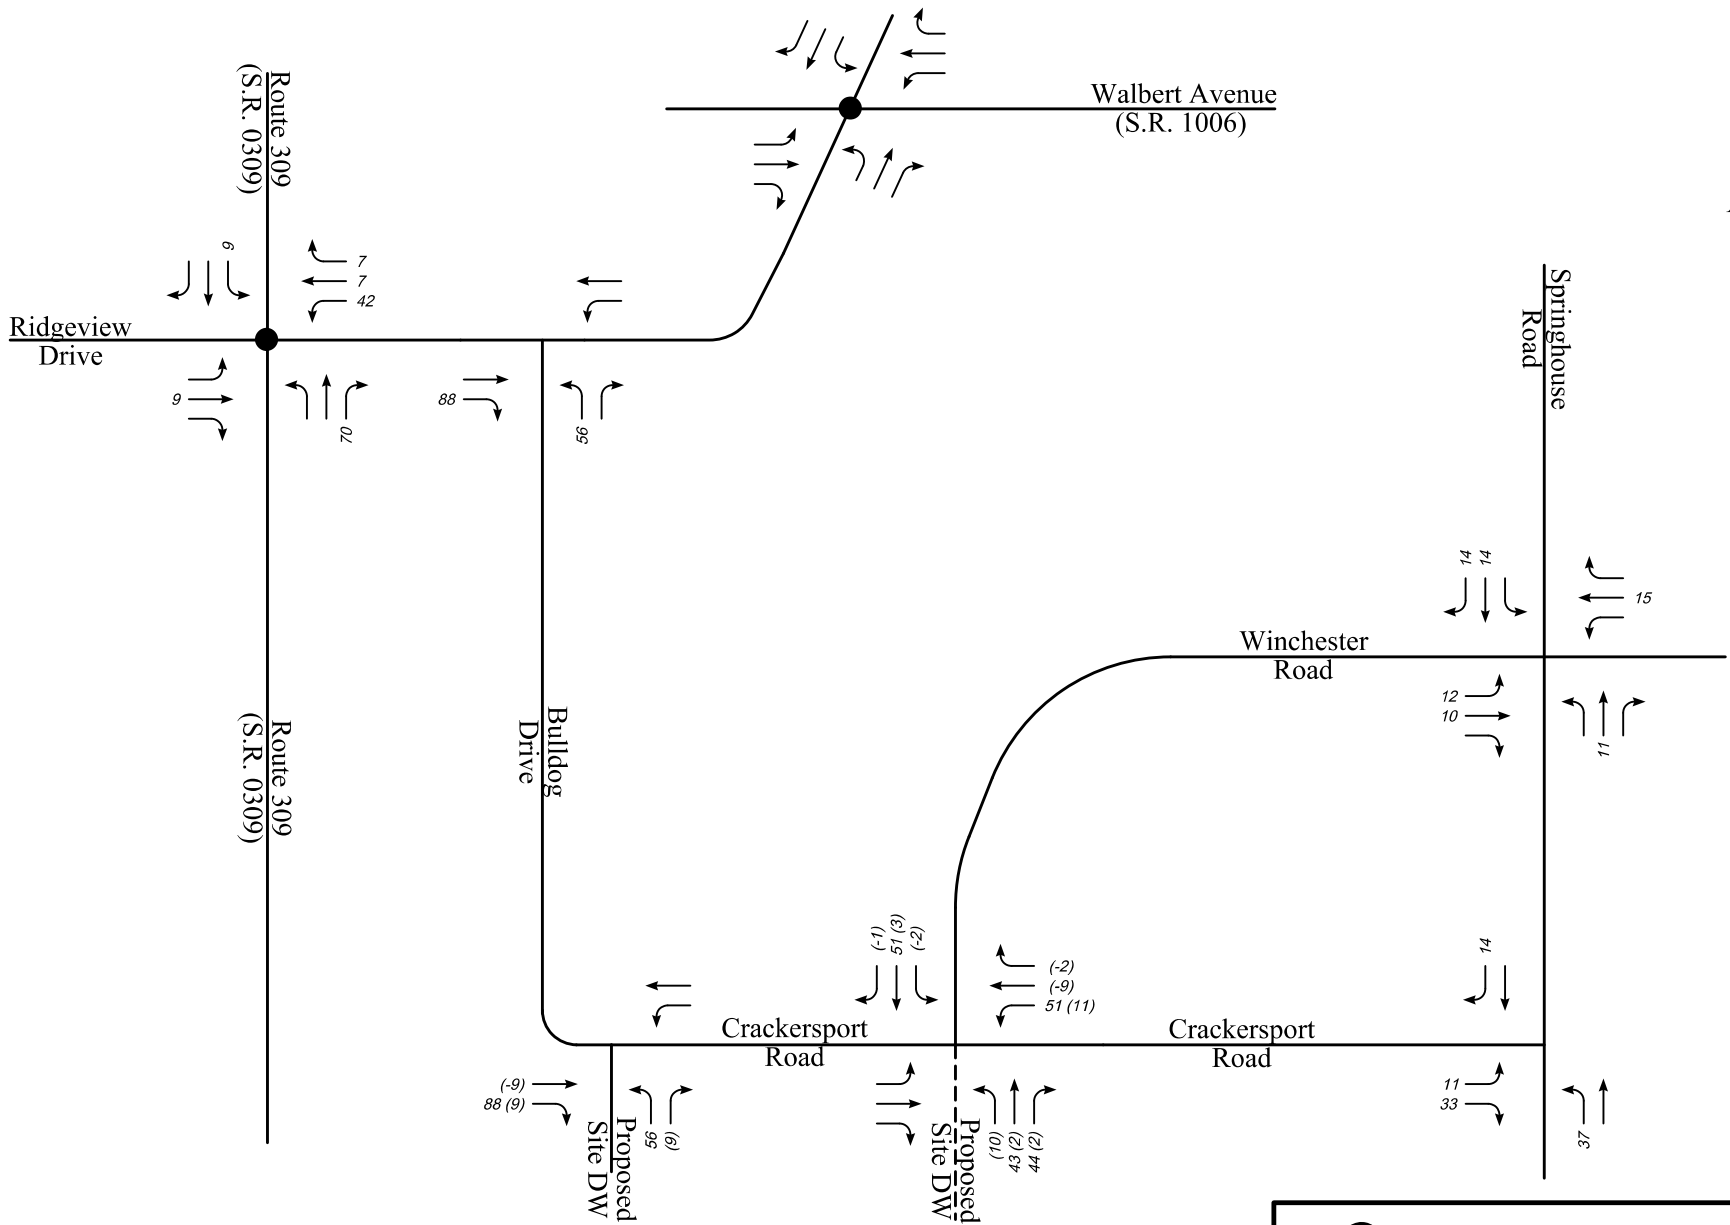 Walbert Avenue
(S.R. 1006)
Route 309
(S.R. 0309)
9
7
7
42
Ridgeview
Drive
9
70
88
56
Springhouse
Road
14
14
15
Winchester
Road
12
10
11
Bulldog
Drive
Route 309
(S.R. 0309)
(-1)
51 (3)
(-2)
(-2)
(-9)
51 (11)
14
Crackersport
Road
Crackersport
Road
(-9)
88 (9)
56
(9)
Proposed
Site DW
(10)
43 (2)
44 (2)
Proposed
Site DW
11
33
37